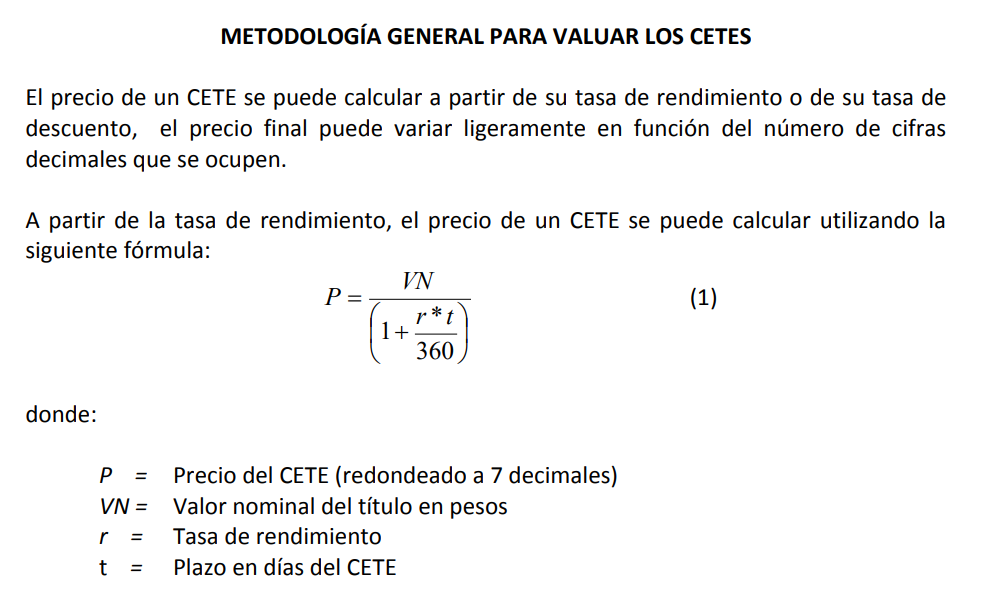 METODOLOGÍA GENERAL PARA VALUAR LOS CETES
El precio de un CETE se puede calcular a partir de su tasa de rendimiento o de su tasa de
descuento, el precio final puede variar ligeramente en función del número de cifras
decimales que se ocupen.
A partir de la tasa de rendimiento, el precio de un CETE se puede calcular utilizando la
siguiente fórmula:
P = VN / (1 + r * t / 360) (1)
donde:
P = Precio del CETE (redondeado a 7 decimales)
VN = Valor nominal del título en pesos
r = Tasa de rendimiento
t = Plazo en días del CETE